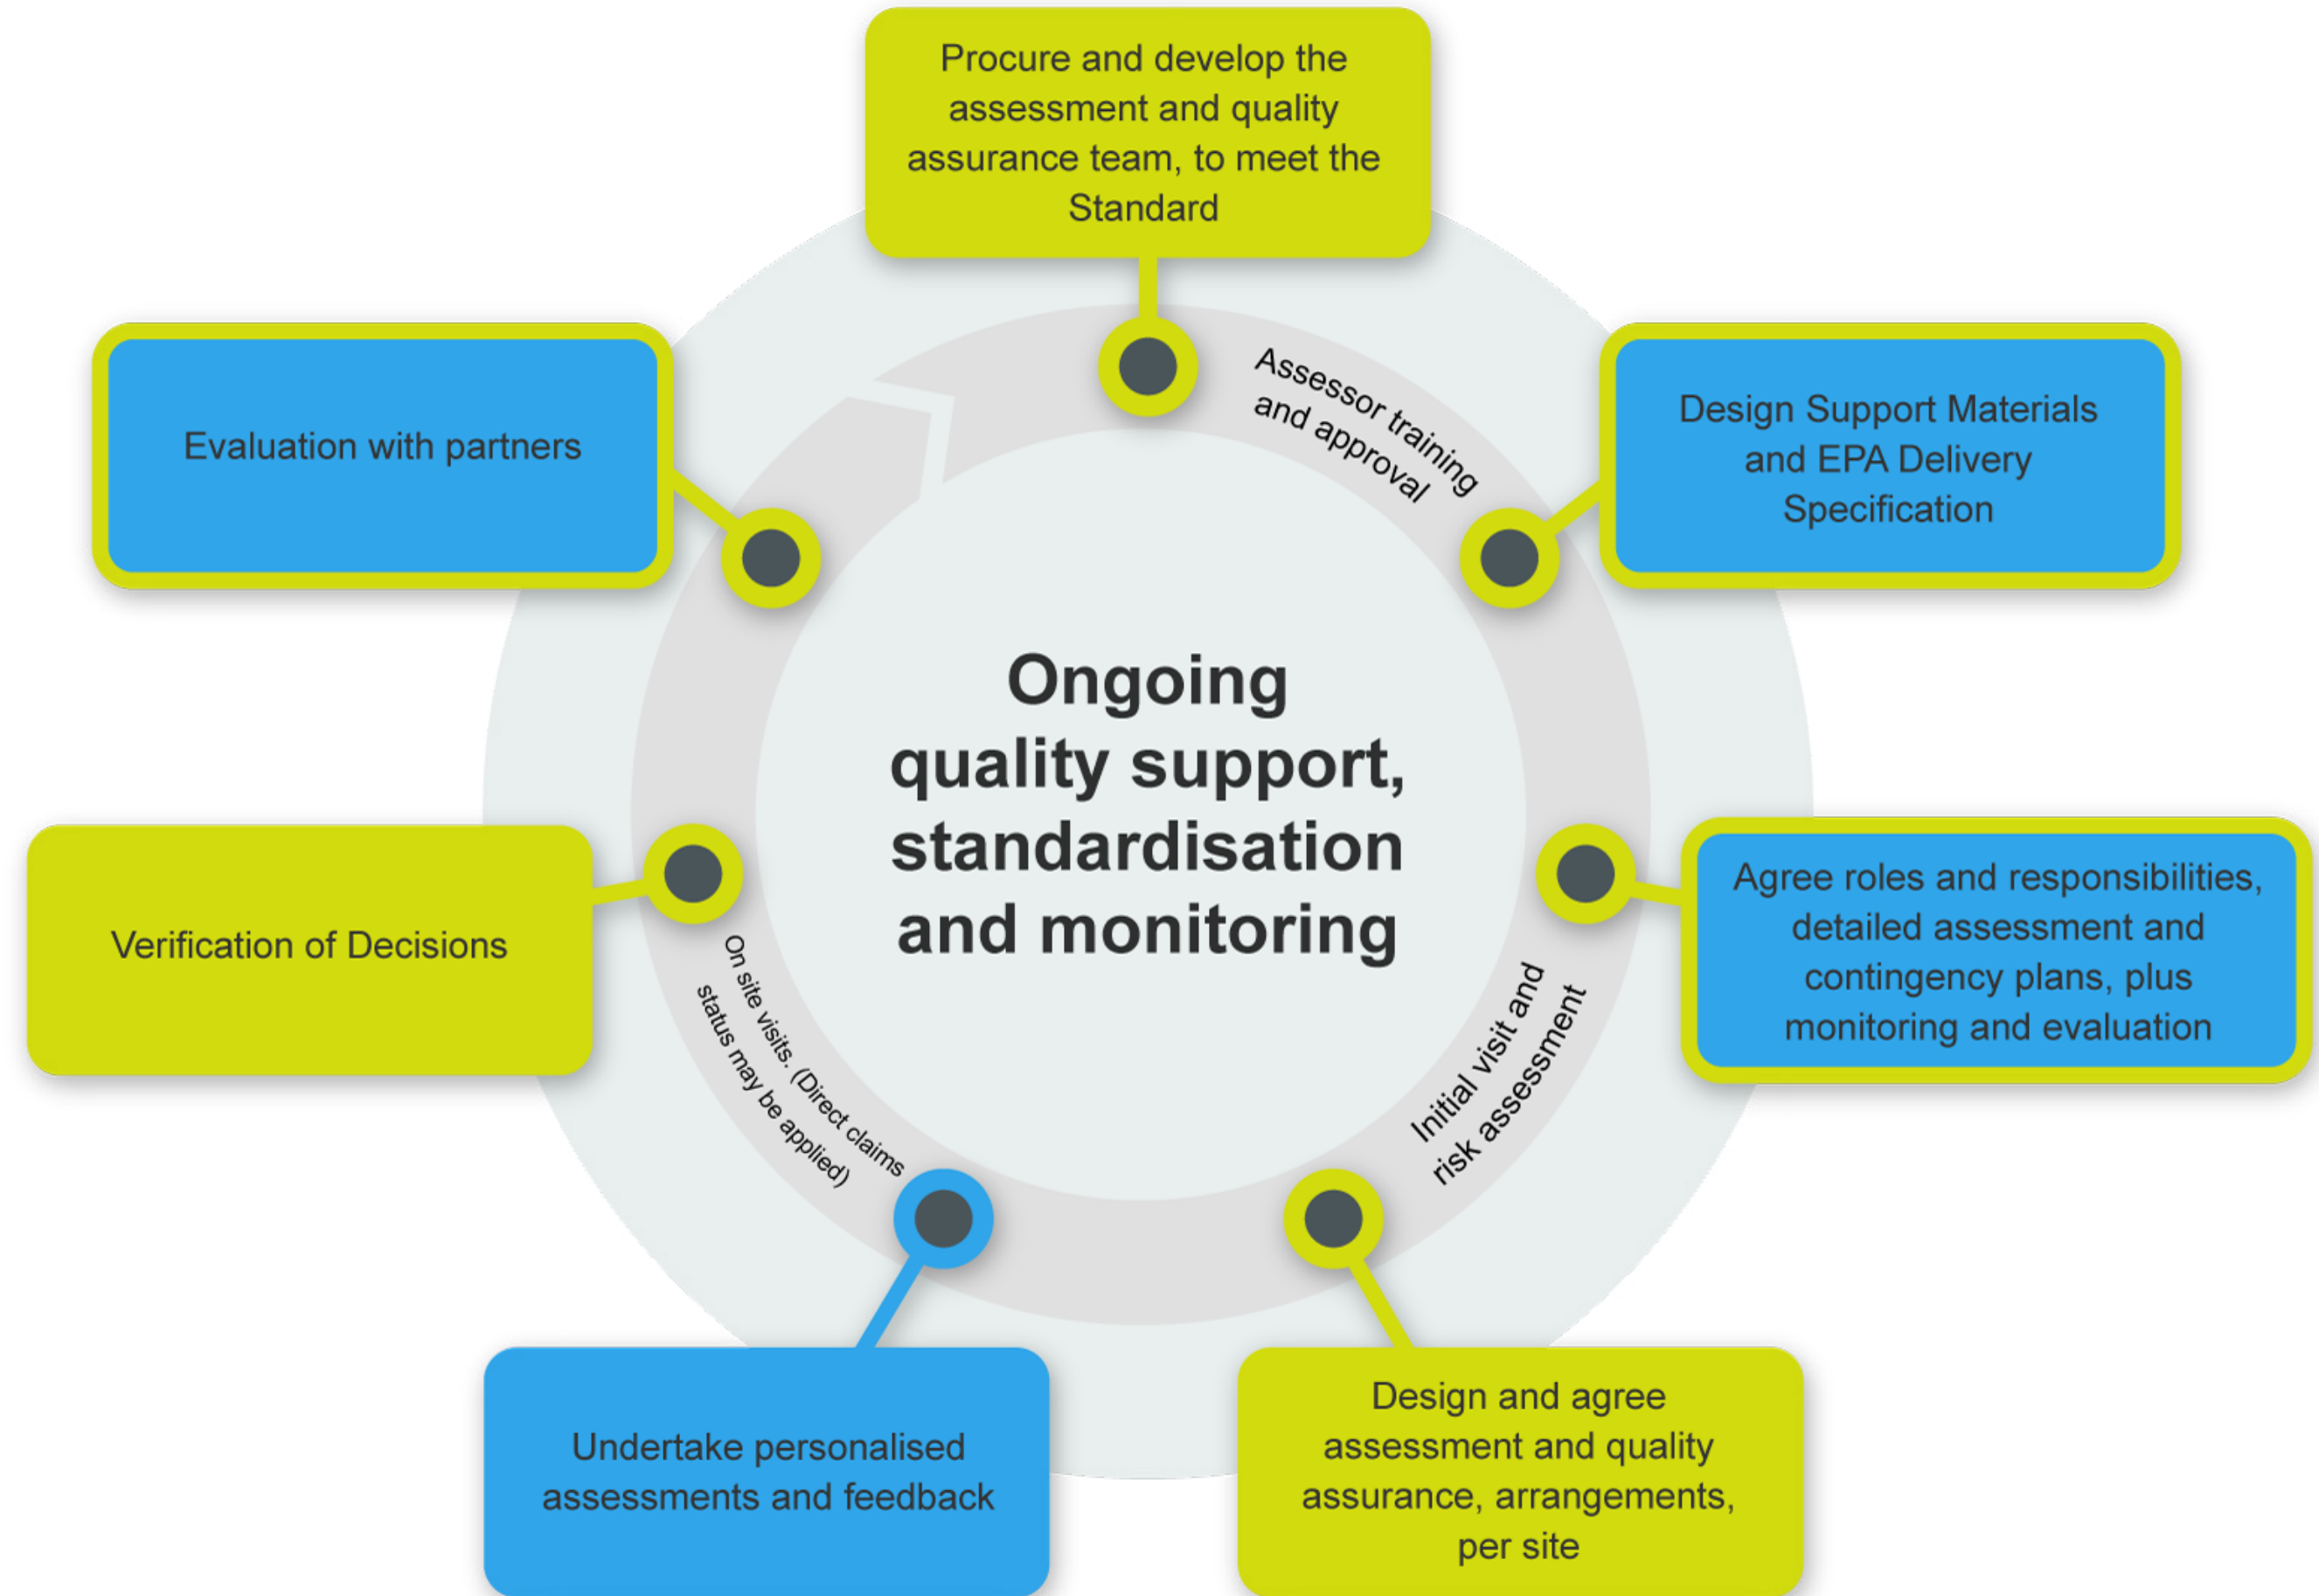 Procure and develop the
assessment and quality
assurance team, to meet the
Standard
Assessor training
and approval
Design Support Materials
and EPA Delivery
Specification
Agree roles and responsibilities,
detailed assessment and
contingency plans, plus
monitoring and evaluation
Initial visit and
risk assessment
Design and agree
assessment and quality
assurance, arrangements,
per site
Undertake personalised
assessments and feedback
On site visits. (Direct claims
status may be applied)
Verification of Decisions
Evaluation with partners
Ongoing
quality support,
standardisation
and monitoring